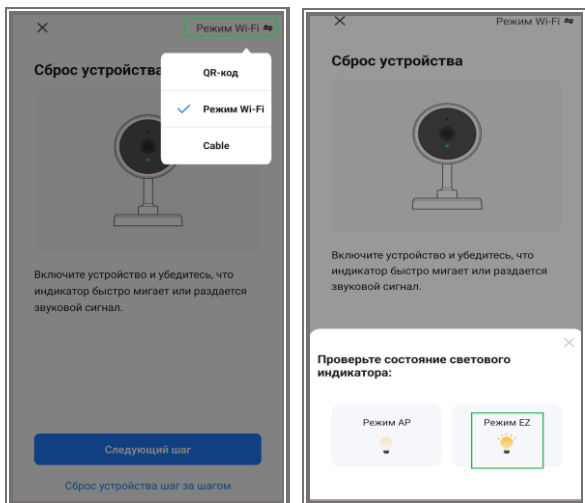 Режим Wi-Fi
Сброс устройства
QR-код
Режим Wi-Fi
Cable
Включите устройство и убедитесь, что
индикатор быстро мигает или раздается
звуковой сигнал.
Следующий шаг
Сброс устройства шаг за шагом
Режим Wi-Fi
Сброс устройства
Включите устройство и убедитесь, что
индикатор быстро мигает или раздается
звуковой сигнал.
Проверьте состояние светового
индикатора:
Режим AP
Режим EZ